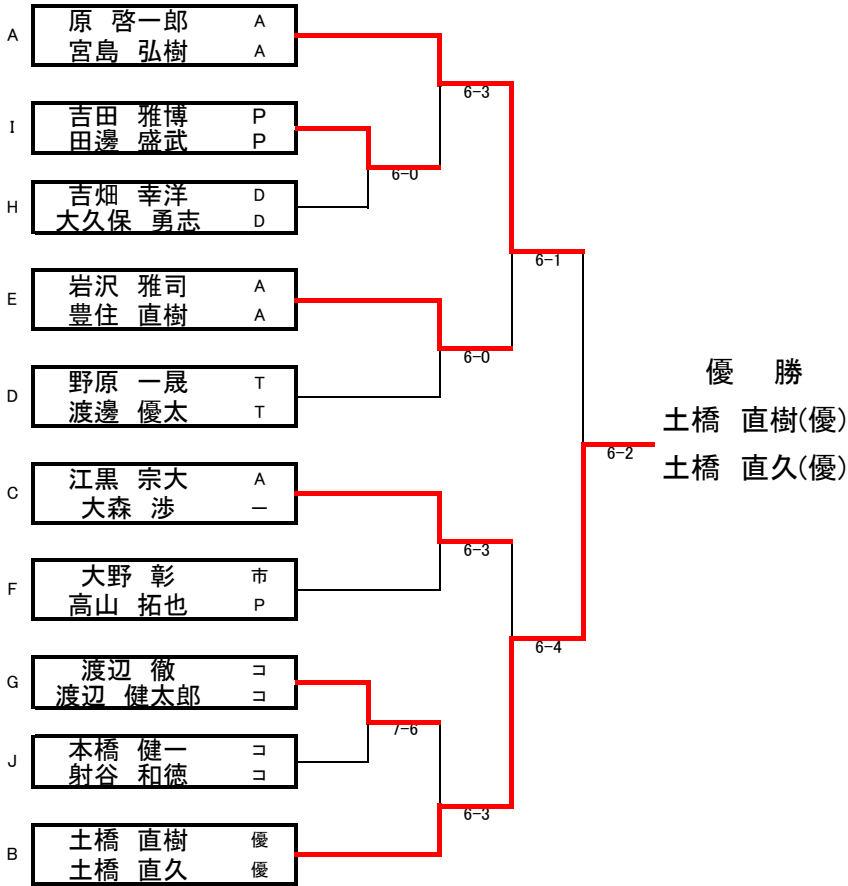 A
原 啓一郎 A
宮島 弘樹 A
6-3
I
吉田 雅博 P
田邊 盛武 P
6-0
H
吉畑 幸洋 D
大久保 勇志 D
6-1
E
岩沢 雅司 A
豊住 直樹 A
6-0
D
野原 一晟 T
渡邊 優太 T
優 勝
土橋 直樹(優)
6-2
土橋 直久(優)
C
江黒 宗大 A
大森 渉 ー
6-3
F
大野 彰 市
高山 拓也 P
6-4
G
渡辺 徹 コ
渡辺 健太郎 コ
7-6
J
本橋 健一 コ
射谷 和徳 コ
6-3
B
土橋 直樹 優
土橋 直久 優